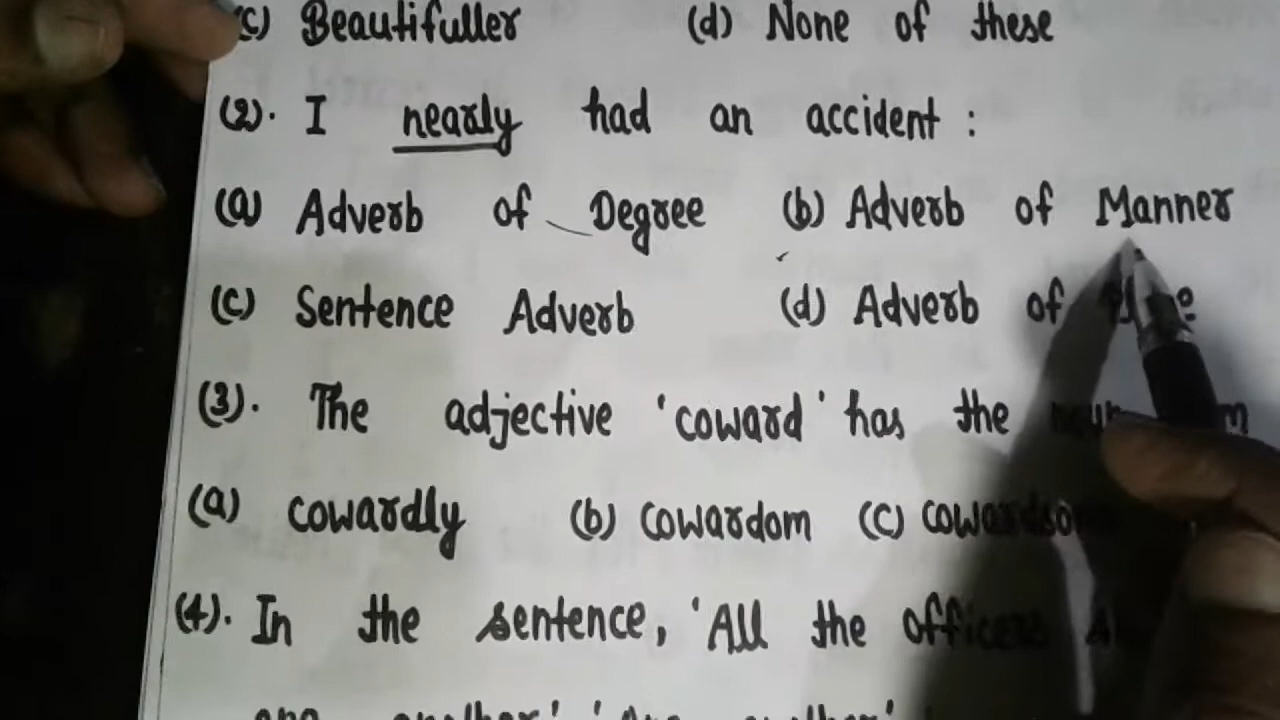 (c) Beautifuller (d) None of these
(2). I nearly had an accident :
(a) Adverb of Degree (b) Adverb of Manner
(c) Sentence Adverb (d) Adverb of
(3). The adjective 'coward' has the
(a) cowardly (b) cowardom (c)
(4). In the sentence, 'All the officers